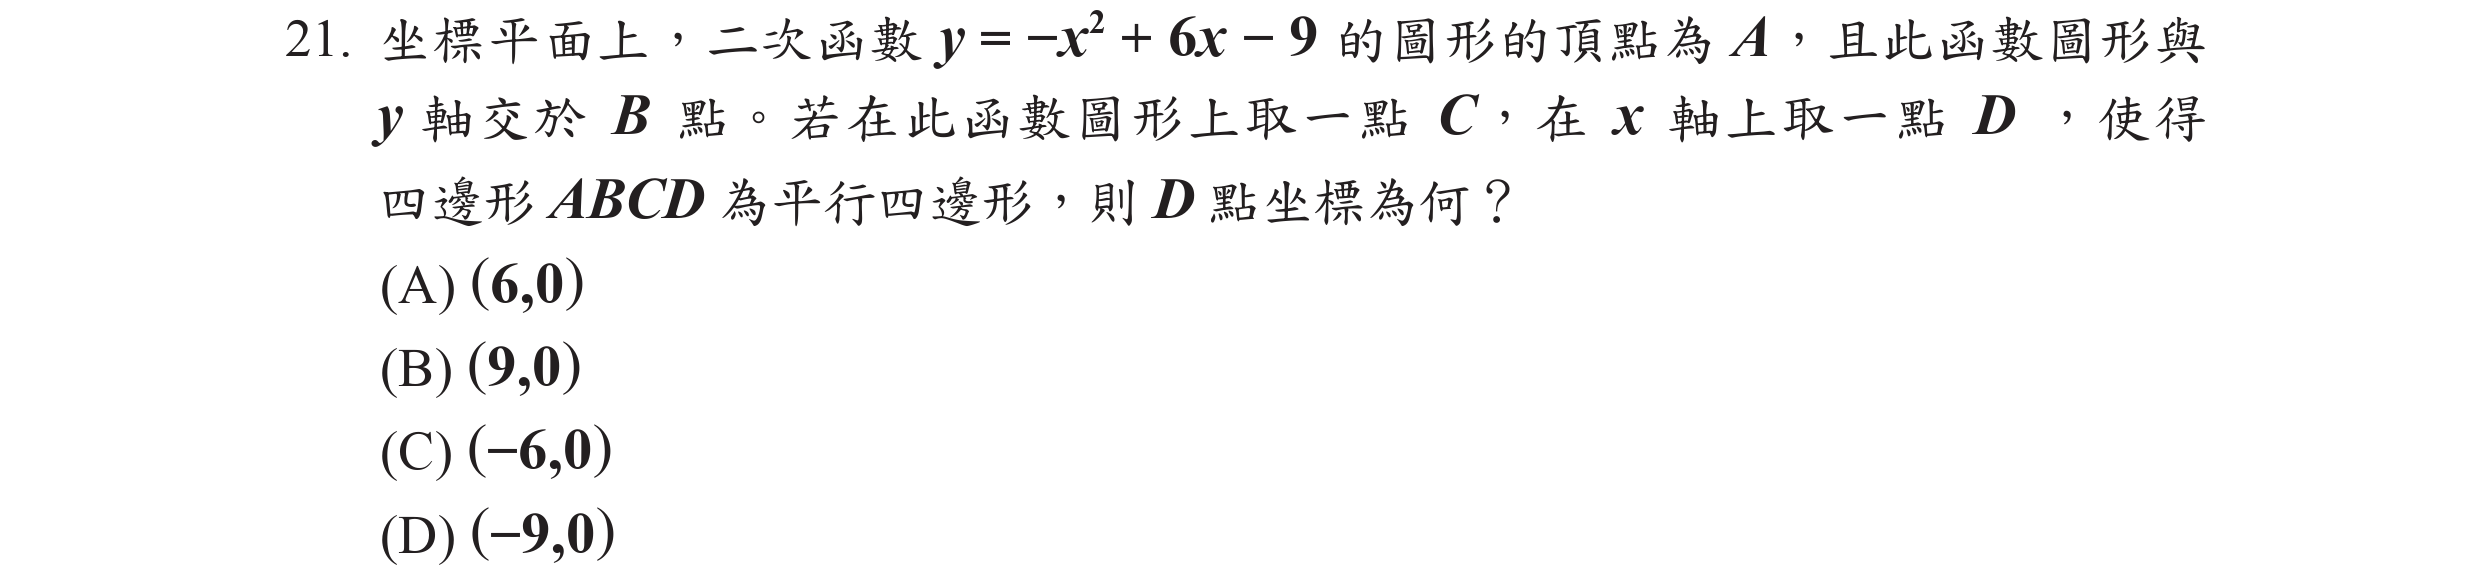 21. 坐標平面上，二次函數 y = −x² + 6x − 9 的圖形的頂點為 A，且此函數圖形與
y 軸交於 B 點。若在此函數圖形上取一點 C，在 x 軸上取一點 D ，使得
四邊形 ABCD 為平行四邊形，則 D 點坐標為何？
(A) (6,0)
(B) (9,0)
(C) (−6,0)
(D) (−9,0)